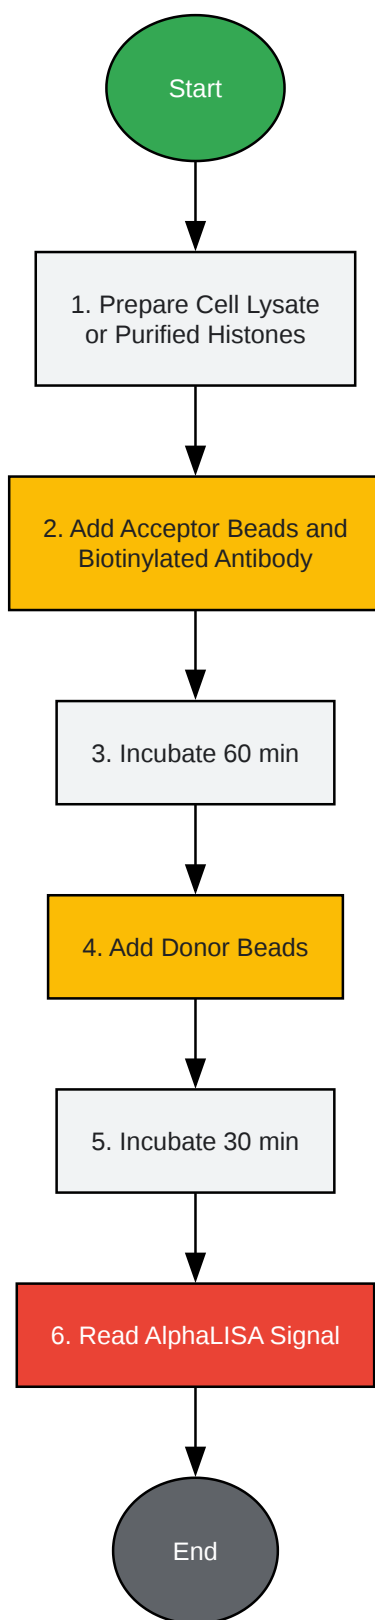 Start
1. Prepare Cell Lysate
or Purified Histones
2. Add Acceptor Beads and
Biotinylated Antibody
3. Incubate 60 min
4. Add Donor Beads
5. Incubate 30 min
6. Read AlphaLISA Signal
End